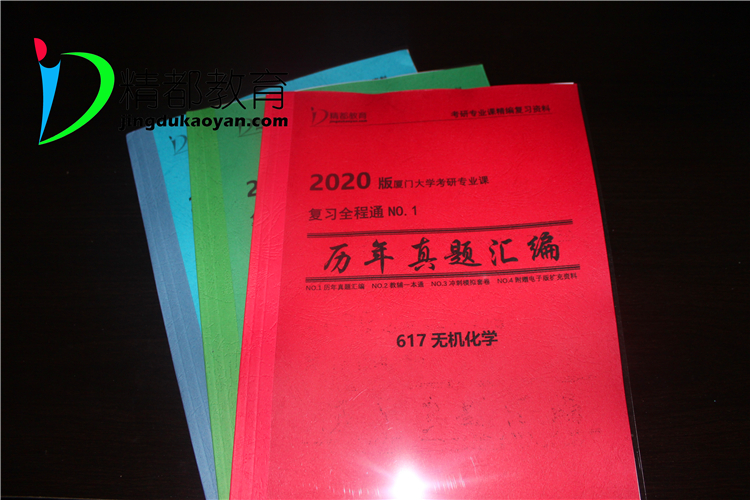 精都教育
jingdukaoyan.com
精都教育
考研专业课精编复习资料
2020 版厦门大学考研专业课
复习全程通 NO.1
历年真题汇编
NO.1 历年真题汇编 NO.2 教辅一本通 NO.3 冲刺模拟套卷 NO.4 附赠电子版扩充资料
617 无机化学